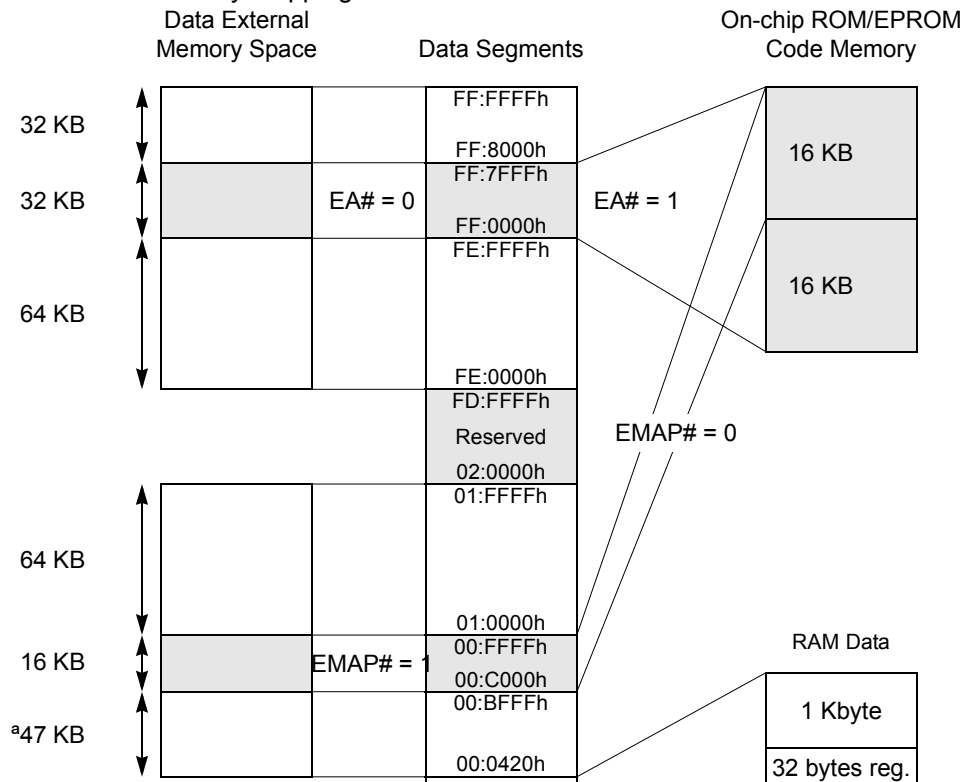 Data External
Memory Space
Data Segments
On-chip ROM/EPROM
Code Memory
32 KB
FF:FFFFh
FF:8000h
16 KB
32 KB
EA# = 0
FF:7FFFh
FF:0000h
EA# = 1
64 KB
FE:FFFFh
FE:0000h
16 KB
FD:FFFFh
Reserved
02:0000h
EMAP# = 0
64 KB
01:FFFFh
01:0000h
16 KB
EMAP# = 1
00:FFFFh
00:C000h
RAM Data
ª47 KB
00:BFFFh
00:0420h
1 Kbyte
32 bytes reg.